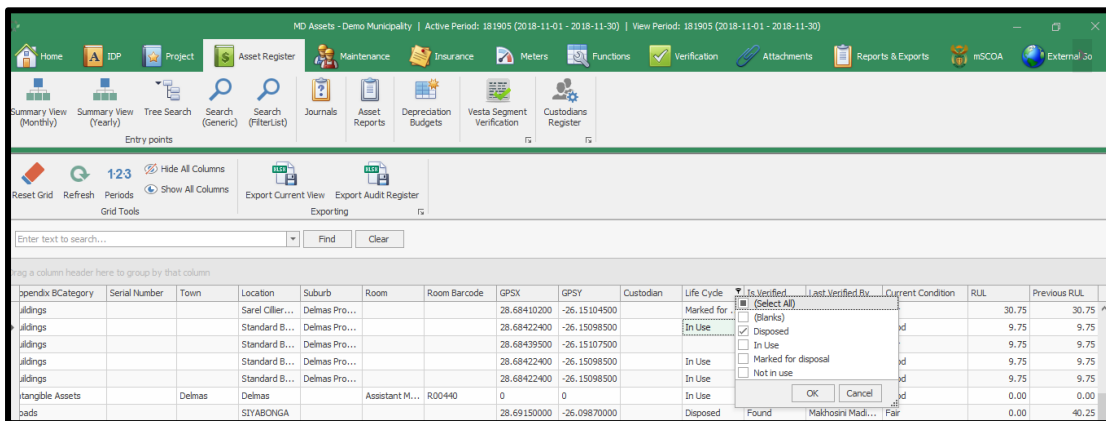 MD Assets - Demo Municipality | Active Period: 181905 (2018-11-01 - 2018-11-30) | View Period: 181905 (2018-11-01 - 2018-11-30)
Home IDP Project Asset Register Maintenance Insurance Meters Functions Verification Attachments Reports & Exports mSCOA External So
Summary View (Monthly) Summary View (Yearly) Tree Search Search (Generic) Search (FilterList) Journals Asset Reports Depreciation Budgets Vesta Segment Verification Custodians Register
Entry points
Reset Grid Refresh 1·2·3 Periods Hide All Columns Show All Columns Export Current View Export Audit Register
Grid Tools Exporting
Enter text to search... Find Clear
Drag a column header here to group by that column
ppendix BCategory Serial Number Town Location Suburb Room Room Barcode GPSX GPSY Custodian Life Cycle Is Verified Last Verified By Current Condition RUL Previous RUL
uildings Sarel Cillier... Delmas Pro... 28.68410200 -26.15104500 Marked for 30.75 30.75
uildings Standard B... Delmas Pro... 28.68422400 -26.15098500 In Use 9.75 9.75
uildings Standard B... Delmas Pro... 28.68439500 -26.15107500 9.75 9.75
uildings Standard B... Delmas Pro... 28.68422400 -26.15098500 In Use 9.75 9.75
uildings Standard B... Delmas Pro... 28.68422400 -26.15098500 In Use 9.75 9.75
ntangible Assets Delmas Delmas Assistant M... R00440 0 0 In Use 0.00 0.00
oads SIYABONGA 28.69150000 -26.09870000 Disposed Found Makhosini Madi... Fair 0.00 40.25
(Select All)
(Blanks)
Disposed
In Use
Marked for disposal
Not in use
OK Cancel